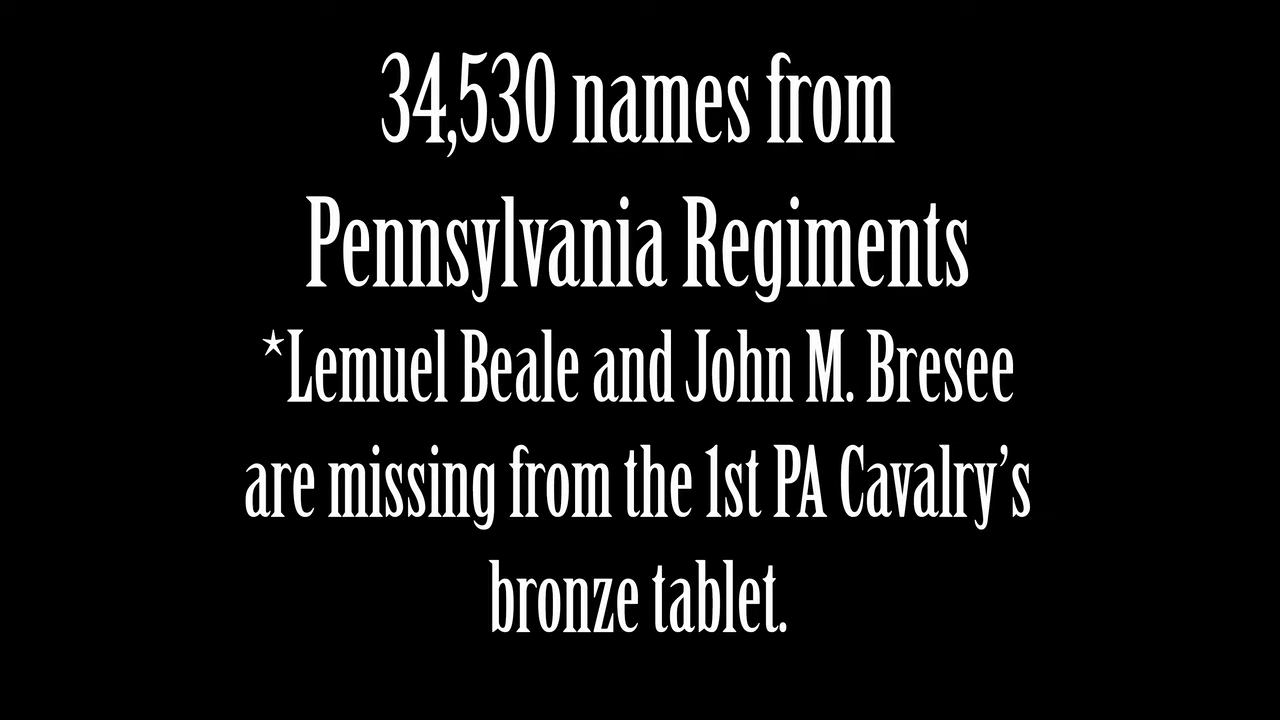 34,530 names from
Pennsylvania Regiments
*Lemuel Beale and John M. Bresee
are missing from the 1st PA Cavalry’s
bronze tablet.